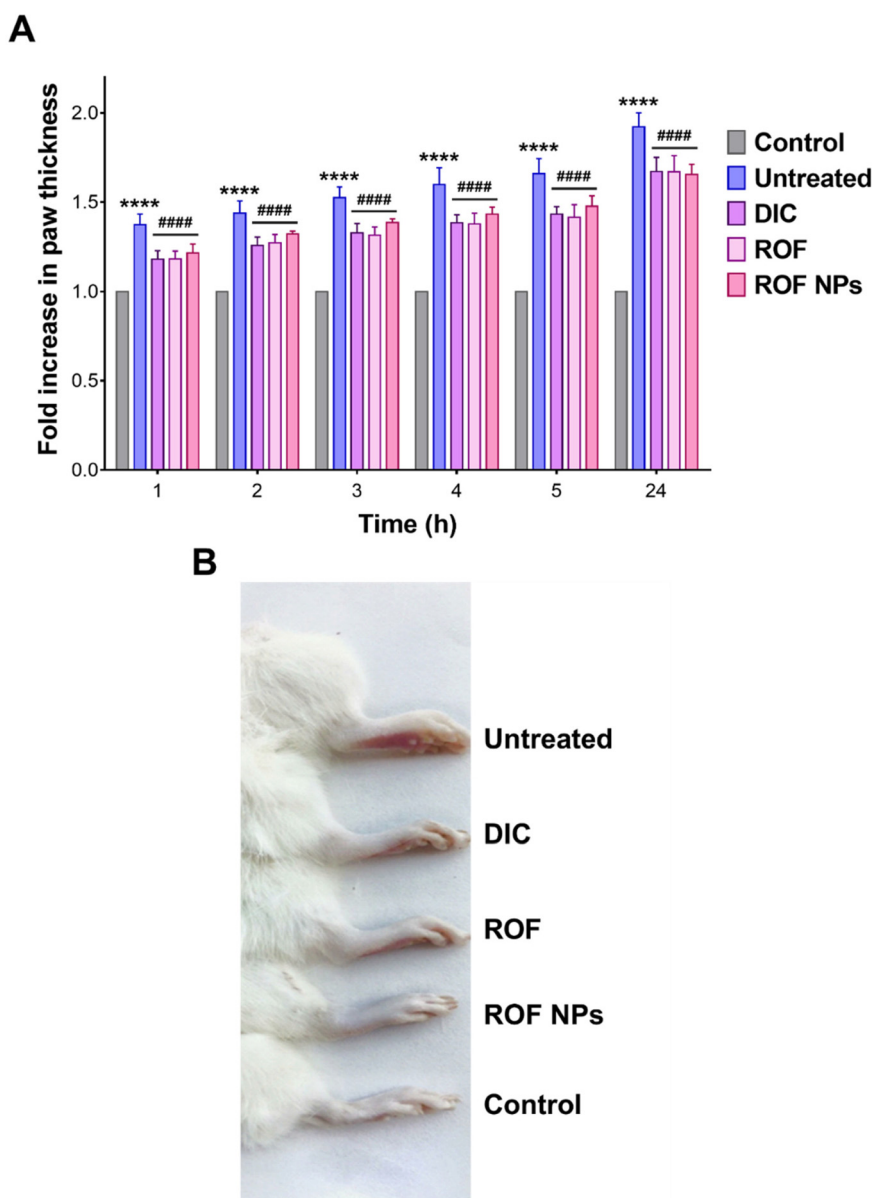 A
Fold increase in paw thickness
2.0
1.5
1.0
0.5
0.0
****
####
****
####
****
####
****
####
****
####
****
####
1
2
3
4
5
24
Time (h)
Control
Untreated
DIC
ROF
ROF NPs
B
Untreated
DIC
ROF
ROF NPs
Control